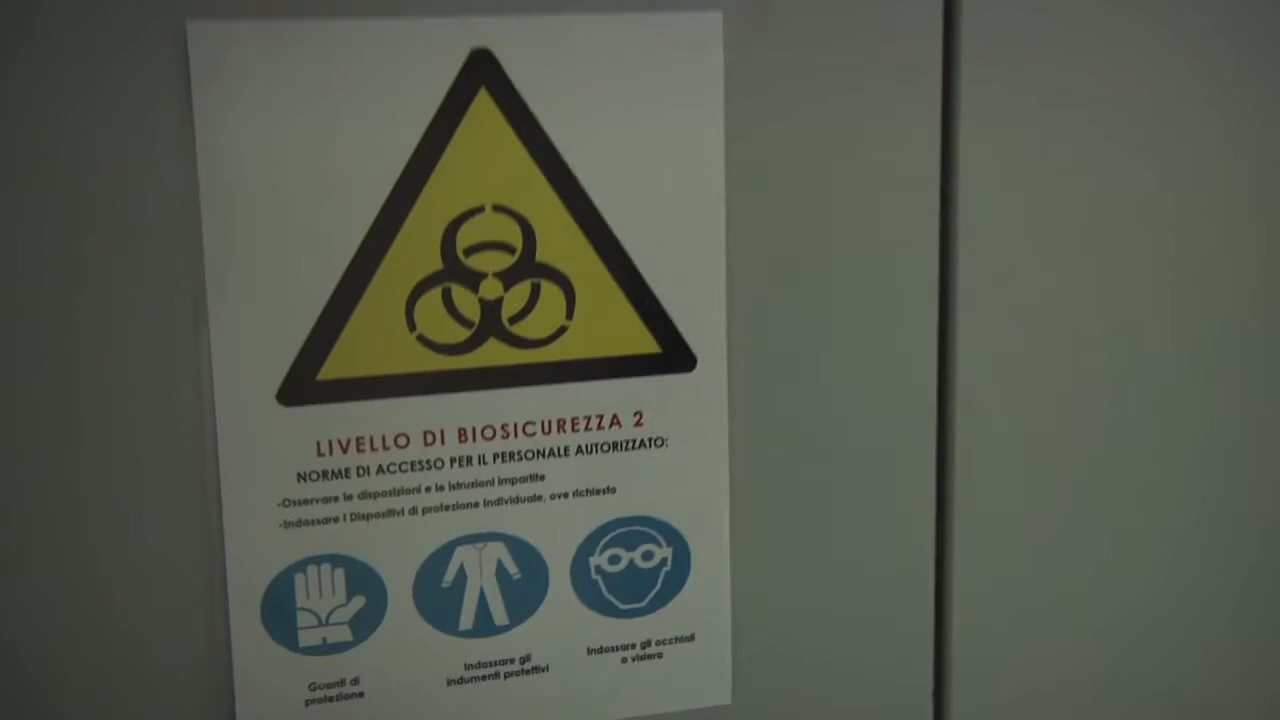 LIVELLO DI BIOSICUREZZA 2
NORME DI ACCESSO PER IL PERSONALE AUTORIZZATO:
-Osservare le disposizioni e le istruzioni impartite
-Indossare i Dispositivi di protezione individuale, ove richiesto
Guanti di
protezione
Indossare gli
indumenti protettivi
Indossare gli occhiali
o visiera